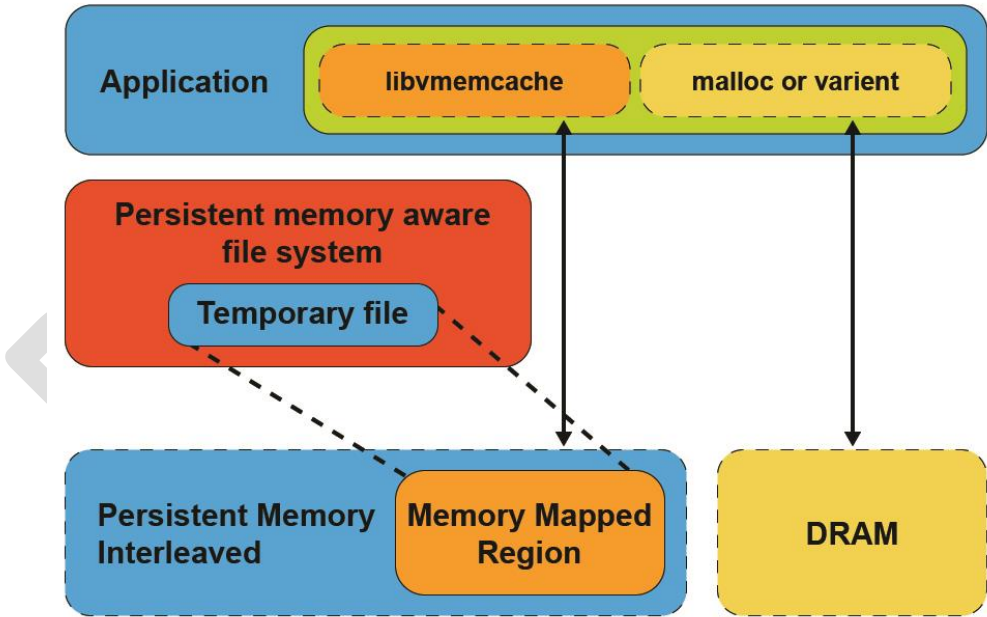 Application
libvmemcache
malloc or varient
Persistent memory aware
file system
Temporary file
Persistent Memory
Interleaved
Memory Mapped
Region
DRAM